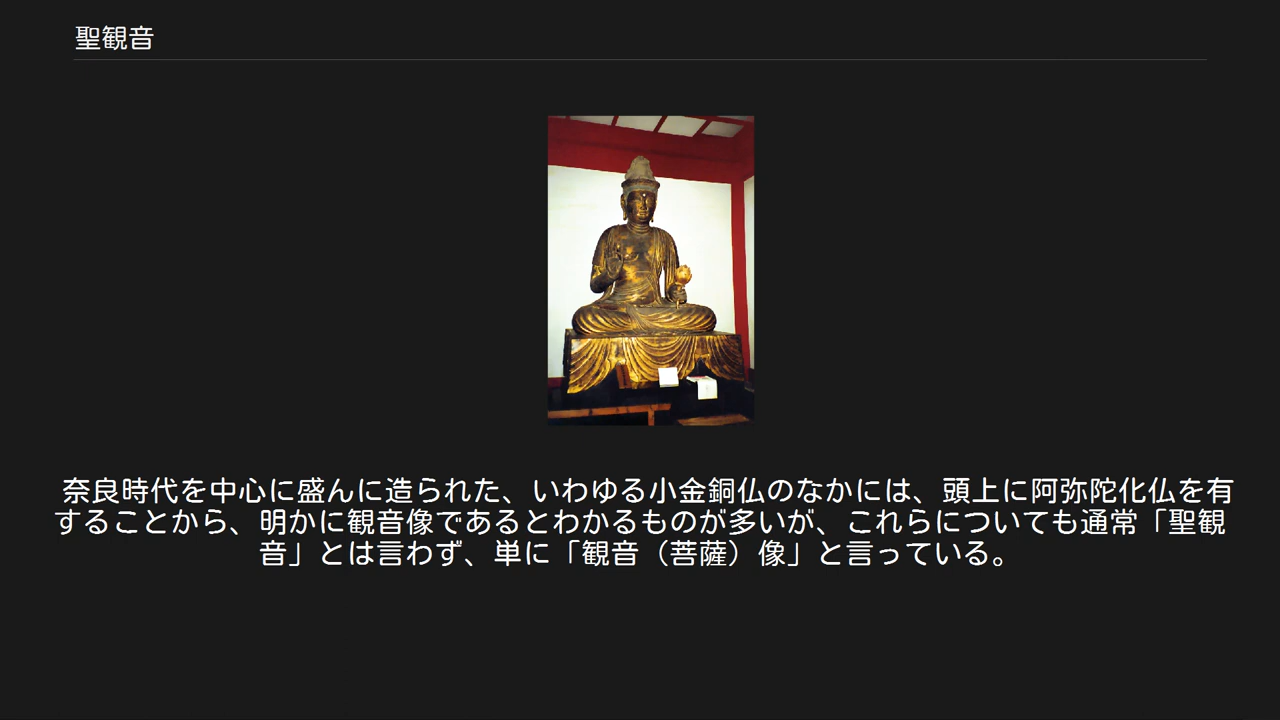 聖観音
奈良時代を中心に盛んに造られた、いわゆる小金銅仏のなかには、頭上に阿弥陀化仏を有
することから、明かに観音像であるとわかるものが多いが、これらについても通常「聖観
音」とは言わず、単に「観音（菩薩）像」と言っている。